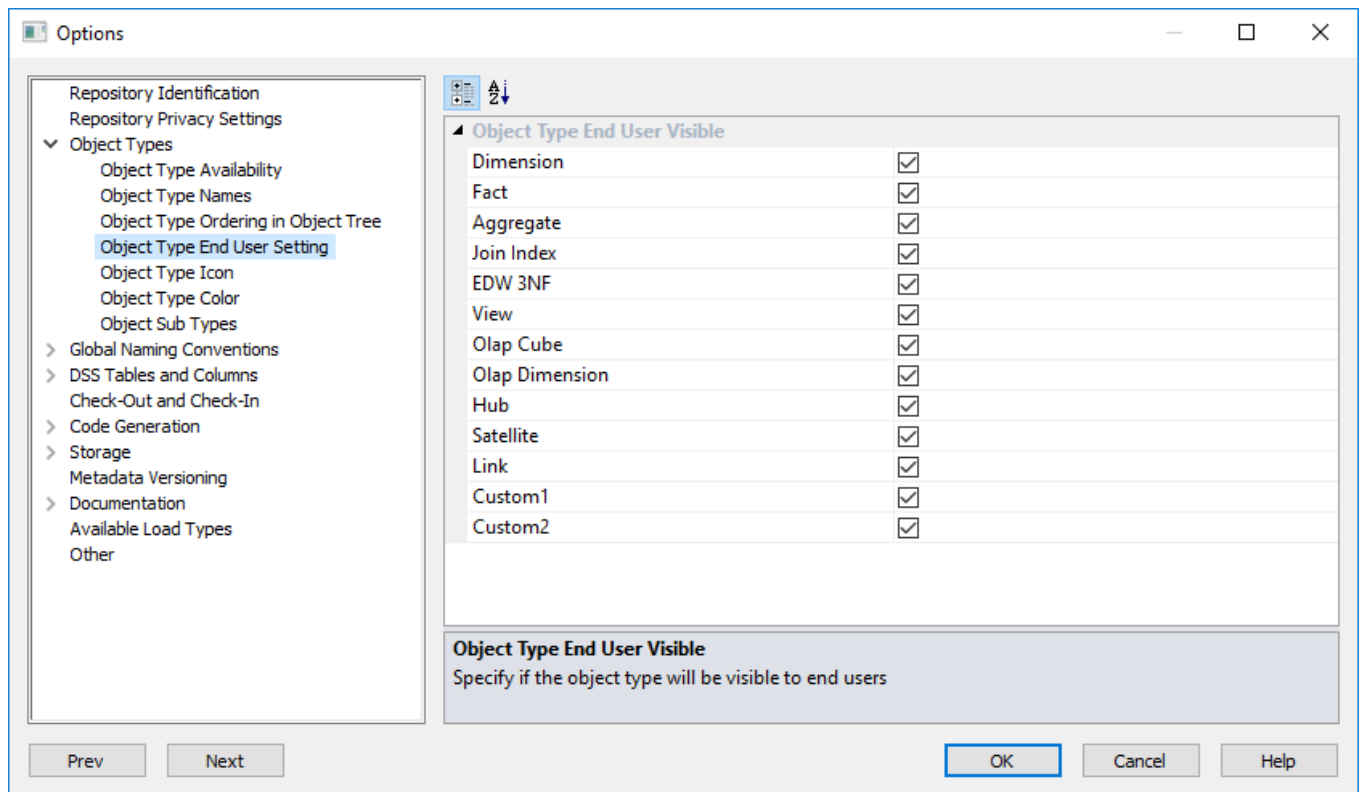 Options
Repository Identification
Repository Privacy Settings
Object Types
Object Type Availability
Object Type Names
Object Type Ordering in Object Tree
Object Type End User Setting
Object Type Icon
Object Type Color
Object Sub Types
Global Naming Conventions
DSS Tables and Columns
Check-Out and Check-In
Code Generation
Storage
Metadata Versioning
Documentation
Available Load Types
Other
A
Z
Object Type End User Visible
Dimension
Fact
Aggregate
Join Index
EDW 3NF
View
Olap Cube
Olap Dimension
Hub
Satellite
Link
Custom1
Custom2
Object Type End User Visible
Specify if the object type will be visible to end users
Prev Next OK Cancel Help